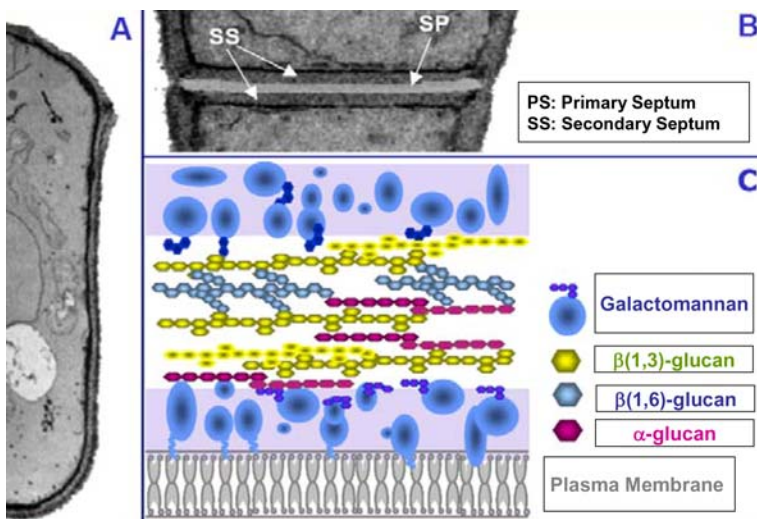 A
B
SS
SP
PS: Primary Septum
SS: Secondary Septum
C
Galactomannan
β(1,3)-glucan
β(1,6)-glucan
α-glucan
Plasma Membrane